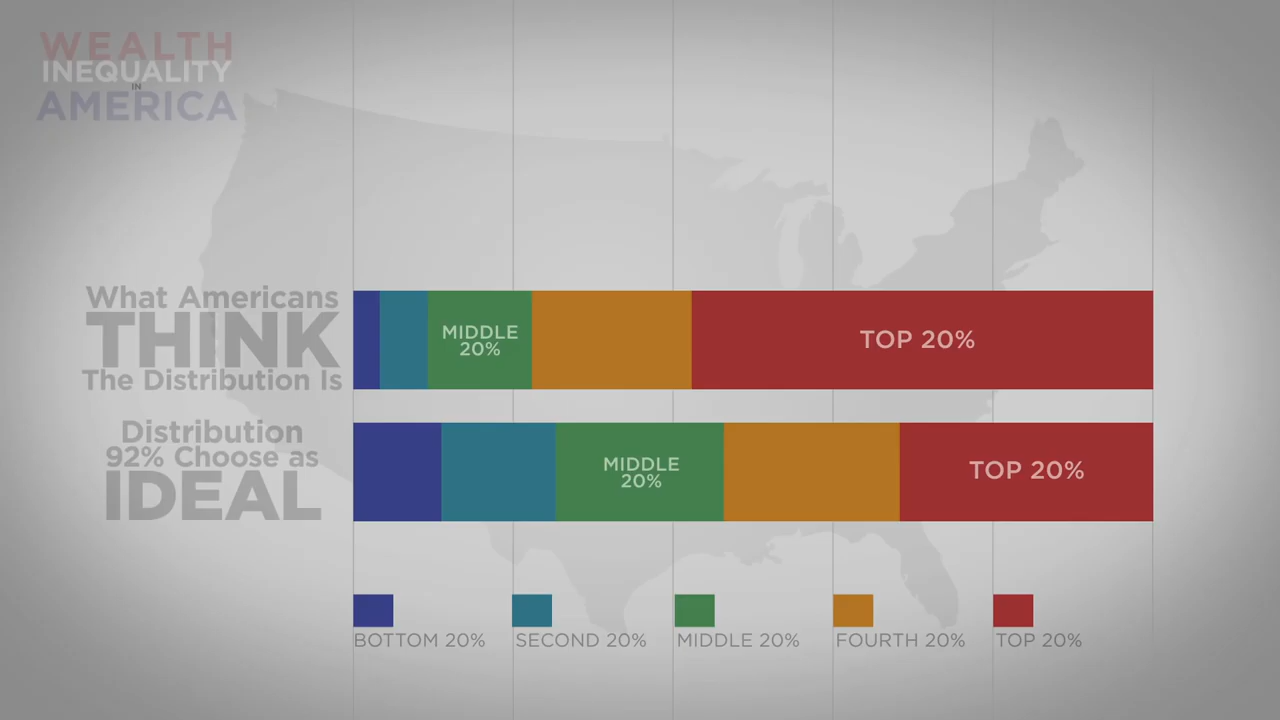 WEALTH
INEQUALITY
IN
AMERICA
What Americans
THINK
The Distribution Is
MIDDLE
20%
TOP 20%
Distribution
92% Choose as
IDEAL
MIDDLE
20%
TOP 20%
BOTTOM 20%
SECOND 20%
MIDDLE 20%
FOURTH 20%
TOP 20%